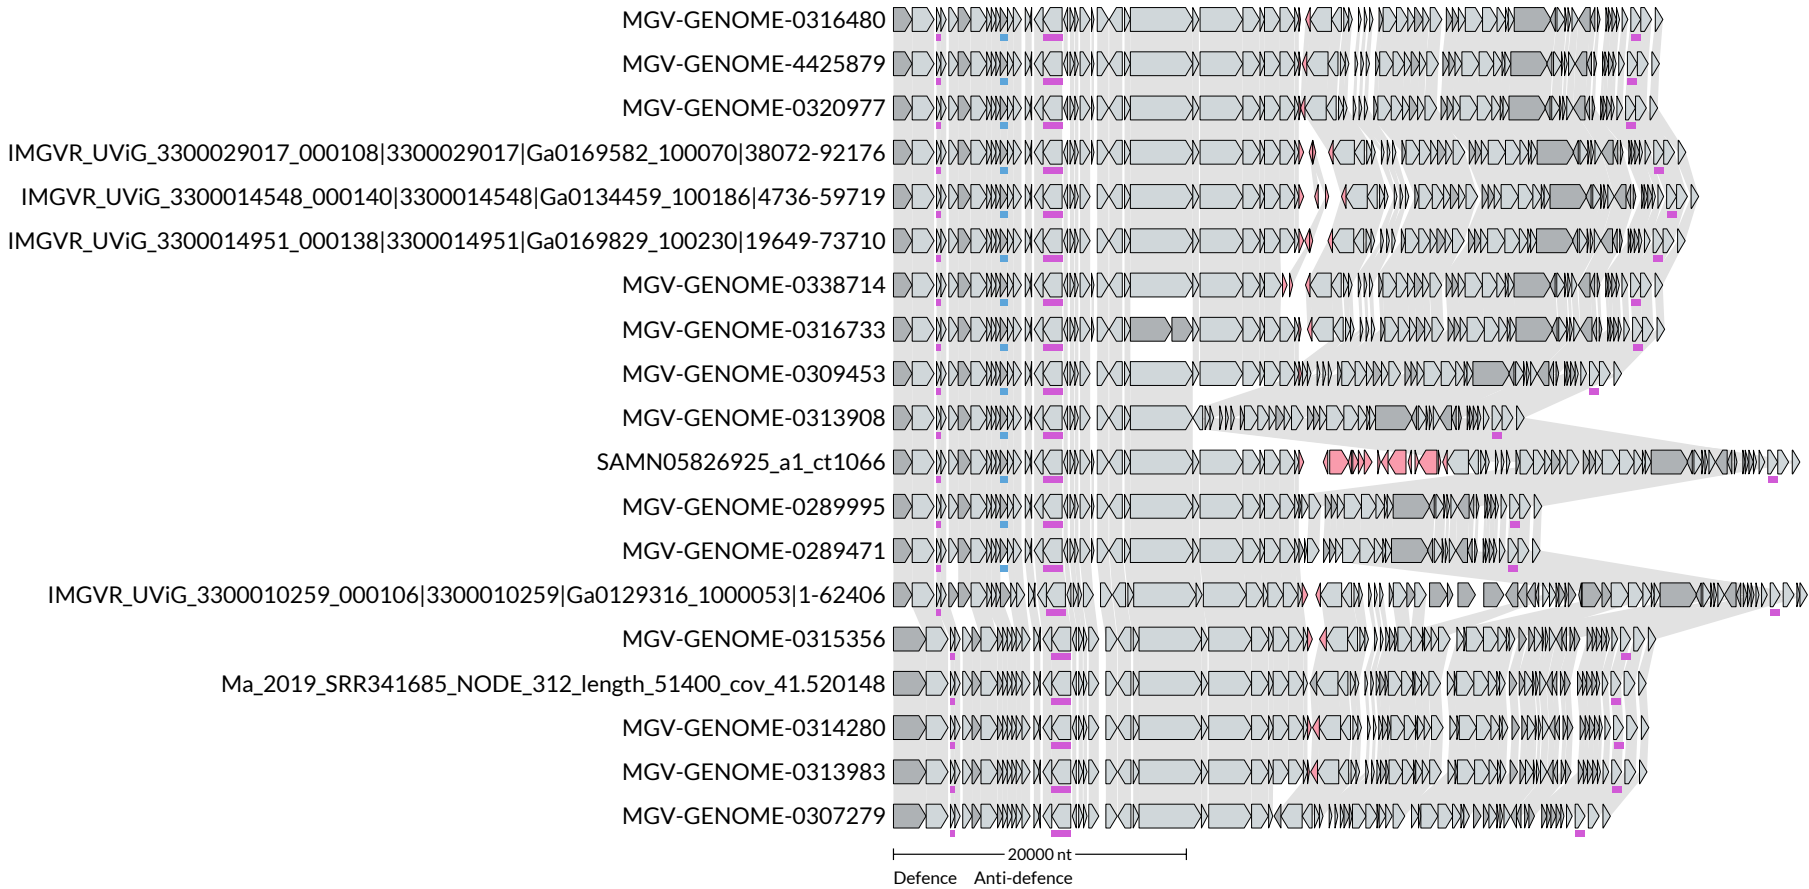 MGV-GENOME-0316480
MGV-GENOME-4425879
MGV-GENOME-0320977
IMGVR_UViG_3300029017_000108|3300029017|Ga0169582_100070|38072-92176
IMGVR_UViG_3300014548_000140|3300014548|Ga0134459_100186|4736-59719
IMGVR_UViG_3300014951_000138|3300014951|Ga0169829_100230|19649-73710
MGV-GENOME-0338714
MGV-GENOME-0316733
MGV-GENOME-0309453
MGV-GENOME-0313908
SAMN05826925_a1_ct1066
MGV-GENOME-0289995
MGV-GENOME-0289471
IMGVR_UViG_3300010259_000106|3300010259|Ga0129316_1000053|1-62406
MGV-GENOME-0315356
Ma_2019_SRR341685_NODE_312_length_51400_cov_41.520148
MGV-GENOME-0314280
MGV-GENOME-0313983
MGV-GENOME-0307279
20000 nt
Defence Anti-defence